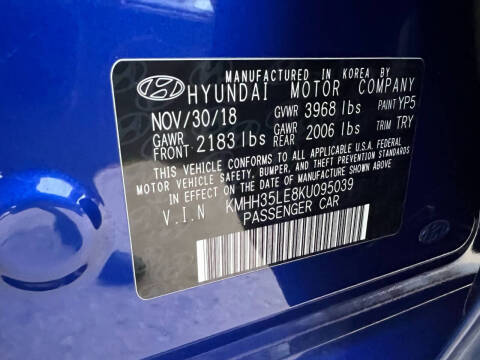 MANUFACTURED IN KOREA BY
HYUNDAI MOTOR COMPANY
NOV/30/18 GVWR 3968 lbs PAINT YP5
GAWR FRONT 2183 lbs GAWR REAR 2006 lbs TRIM TRY
THIS VEHICLE CONFORMS TO ALL APPLICABLE U.S.A FEDERAL
MOTOR VEHICLE SAFETY, BUMPER, AND THEFT PREVENTION STANDARDS
IN EFFECT ON THE DATE OF MANUFACTURE SHOWN ABOVE.
V.I.N KMHH35LE8KU095039
PASSENGER CAR